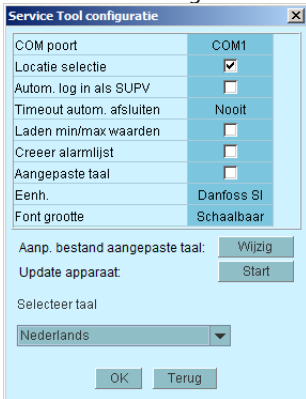 Service Tool configuratie
COM poort COM1
Locatie selectie
Autom. log in als SUPV
Timeout autom. afsluiten Nooit
Laden min/max waarden
Creeer alarmlijst
Aangepaste taal
Eenh. Danfoss SI
Font grootte Schaalbaar
Aanp. bestand aangepaste taal: Wijzig
Update apparaat: Start
Selecteer taal
Nederlands
OK Terug